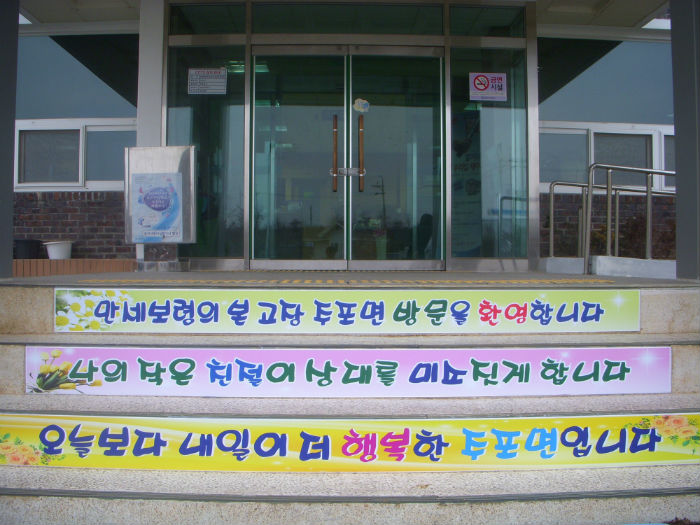 금연
시설
만세보령의 본 고장 주포면 방문을 환영합니다
나의 작은 친절이 상대를 미소짓게 합니다
오늘보다 내일이 더 행복한 주포면입니다